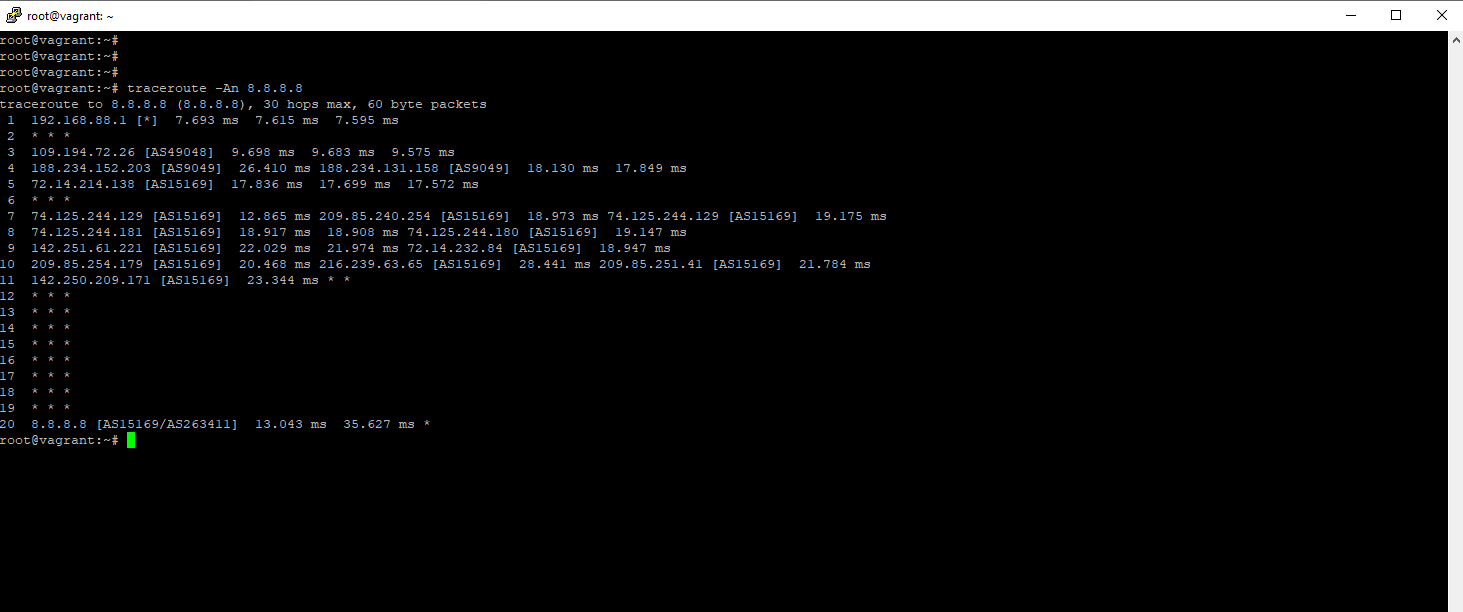 root@vagrant: ~
root@vagrant:~#
root@vagrant:~#
root@vagrant:~#
root@vagrant:~# traceroute -An 8.8.8.8
traceroute to 8.8.8.8 (8.8.8.8), 30 hops max, 60 byte packets
 1  192.168.88.1 [*]  7.693 ms  7.615 ms  7.595 ms
 2  * * *
 3  109.194.72.26 [AS49048]  9.698 ms  9.683 ms  9.575 ms
 4  188.234.152.203 [AS9049]  26.410 ms 188.234.131.158 [AS9049]  18.130 ms  17.849 ms
 5  72.14.214.138 [AS15169]  17.836 ms  17.699 ms  17.572 ms
 6  * * *
 7  74.125.244.129 [AS15169]  12.865 ms 209.85.240.254 [AS15169]  18.973 ms 74.125.244.129 [AS15169]  19.175 ms
 8  74.125.244.181 [AS15169]  18.917 ms  18.908 ms 74.125.244.180 [AS15169]  19.147 ms
 9  142.251.61.221 [AS15169]  22.029 ms  21.974 ms 72.14.232.84 [AS15169]  18.947 ms
10  209.85.254.179 [AS15169]  20.468 ms 216.239.63.65 [AS15169]  28.441 ms 209.85.251.41 [AS15169]  21.784 ms
11  142.250.209.171 [AS15169]  23.344 ms * *
12  * * *
13  * * *
14  * * *
15  * * *
16  * * *
17  * * *
18  * * *
19  * * *
20  8.8.8.8 [AS15169/AS263411]  13.043 ms  35.627 ms *
root@vagrant:~#